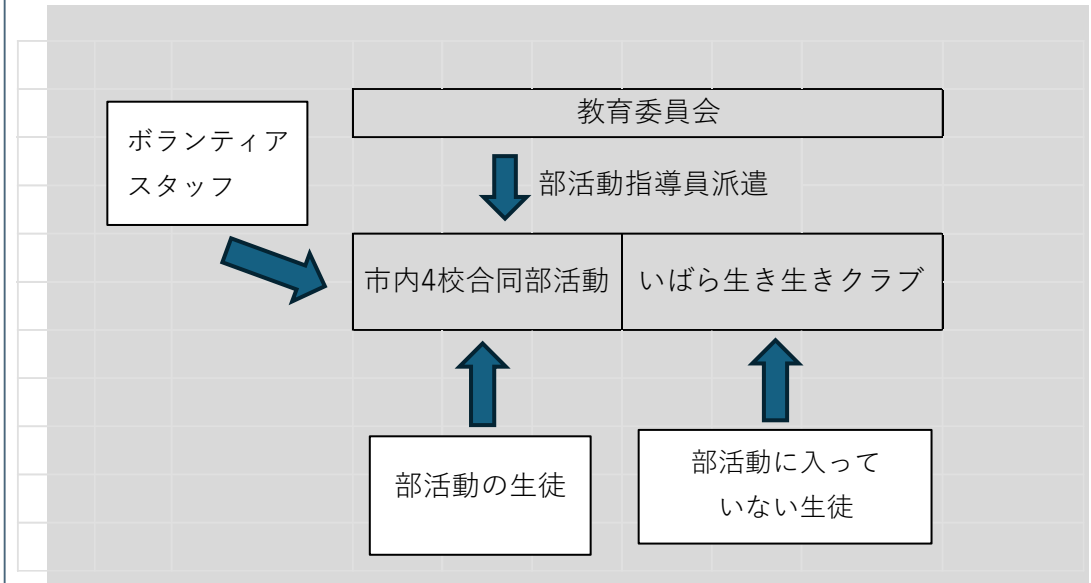 教育委員会
ボランティア
スタッフ
部活動指導員派遣
市内4校合同部活動
いばら生き生きクラブ
部活動の生徒
部活動に入って
いない生徒